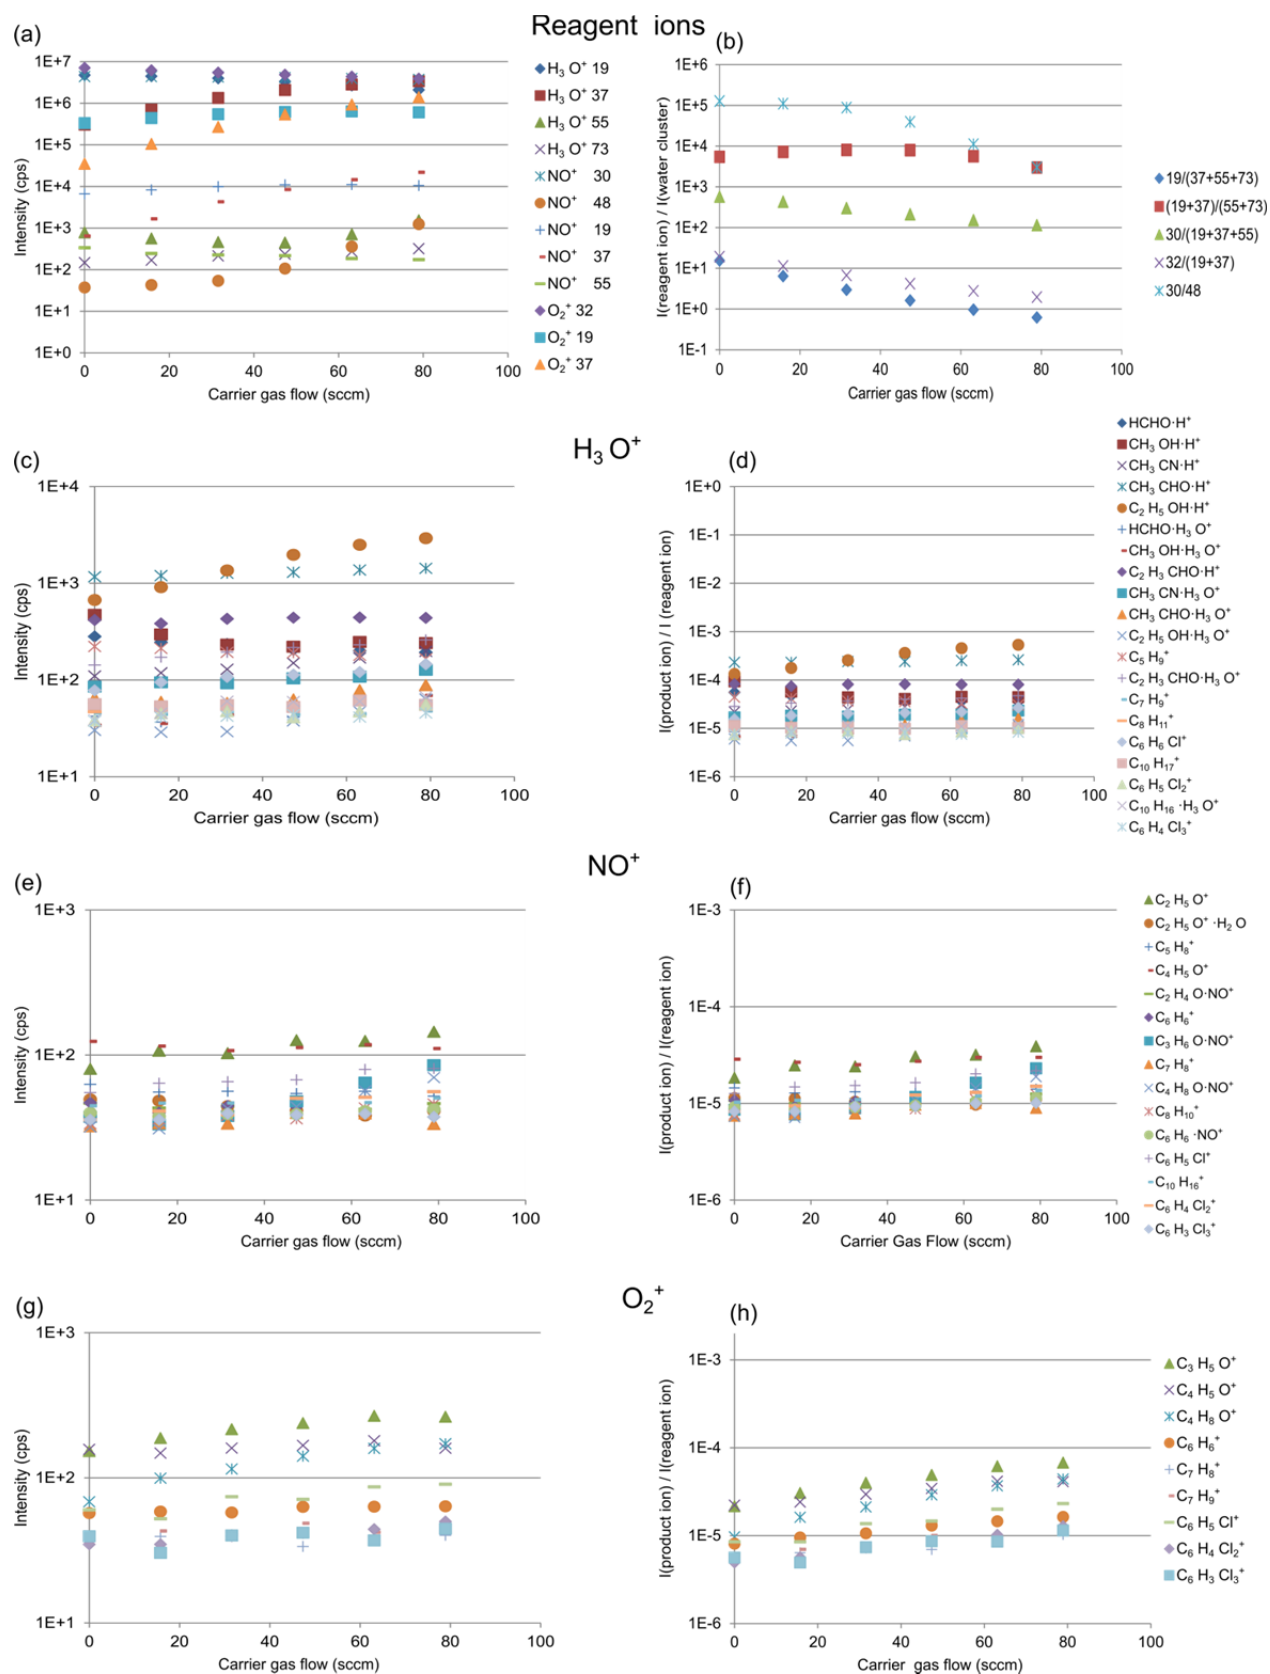 Reagent ions
(a)
1E+7
1E+6
1E+5
1E+4
1E+3
1E+2
1E+1
1E+0
Intensity (cps)
0 20 40 60 80 100
Carrier gas flow (sccm)
H₃ O⁺ 19
H₃ O⁺ 37
H₃ O⁺ 55
H₃ O⁺ 73
NO⁺ 30
NO⁺ 48
NO⁺ 19
NO⁺ 37
NO⁺ 55
O₂⁺ 32
O₂⁺ 19
O₂⁺ 37
(b)
1E+6
1E+5
1E+4
1E+3
1E+2
1E+1
1E+0
1E-1
I(reagent ion) / I(water cluster)
0 20 40 60 80 100
Carrier gas flow (sccm)
19/(37+55+73)
(19+37)/(55+73)
30/(19+37+55)
32/(19+37)
30/48
H₃ O⁺
(c)
1E+4
1E+3
1E+2
1E+1
Intensity (cps)
0 20 40 60 80 100
Carrier gas flow (sccm)
(d)
1E+0
1E-1
1E-2
1E-3
1E-4
1E-5
1E-6
I(product ion) / I (reagent ion)
0 20 40 60 80 100
Carrier gas flow (sccm)
HCHO·H⁺
CH₃ OH·H⁺
CH₃ CN·H⁺
CH₃ CHO·H⁺
C₂ H₅ OH·H⁺
HCHO·H₃ O⁺
CH₃ OH·H₃ O⁺
C₂ H₃ CHO·H⁺
CH₃ CN·H₃ O⁺
CH₃ CHO·H₃ O⁺
C₂ H₅ OH·H₃ O⁺
C₅ H₉⁺
C₂ H₃ CHO·H₃ O⁺
C₇ H₉⁺
C₈ H₁₁⁺
C₆ H₆ Cl⁺
C₁₀ H₁₇⁺
C₆ H₅ Cl₂⁺
C₁₀ H₁₆ ·H₃ O⁺
C₆ H₄ Cl₃⁺
NO⁺
(e)
1E+3
1E+2
1E+1
Intensity (cps)
0 20 40 60 80 100
Carrier gas flow (sccm)
(f)
1E-3
1E-4
1E-5
1E-6
I(product ion) / I(reagent ion)
0 20 40 60 80 100
Carrier Gas Flow (sccm)
C₂ H₅ O⁺
C₂ H₅ O⁺ ·H₂ O
C₅ H₈⁺
C₄ H₅ O⁺
C₂ H₄ O·NO⁺
C₆ H₆⁺
C₃ H₆ O·NO⁺
C₇ H₈⁺
C₄ H₈ O·NO⁺
C₈ H₁₀⁺
C₆ H₆ ·NO⁺
C₆ H₅ Cl⁺
C₁₀ H₁₆⁺
C₆ H₄ Cl₂⁺
C₆ H₃ Cl₃⁺
O₂⁺
(g)
1E+3
1E+2
1E+1
Intensity (cps)
0 20 40 60 80 100
Carrier gas flow (sccm)
(h)
1E-3
1E-4
1E-5
1E-6
I(product ion) / I(reagent ion)
0 20 40 60 80 100
Carrier gas flow (sccm)
C₃ H₅ O⁺
C₄ H₅ O⁺
C₄ H₈ O⁺
C₆ H₆⁺
C₇ H₈⁺
C₇ H₉⁺
C₆ H₅ Cl⁺
C₆ H₄ Cl₂⁺
C₆ H₃ Cl₃⁺